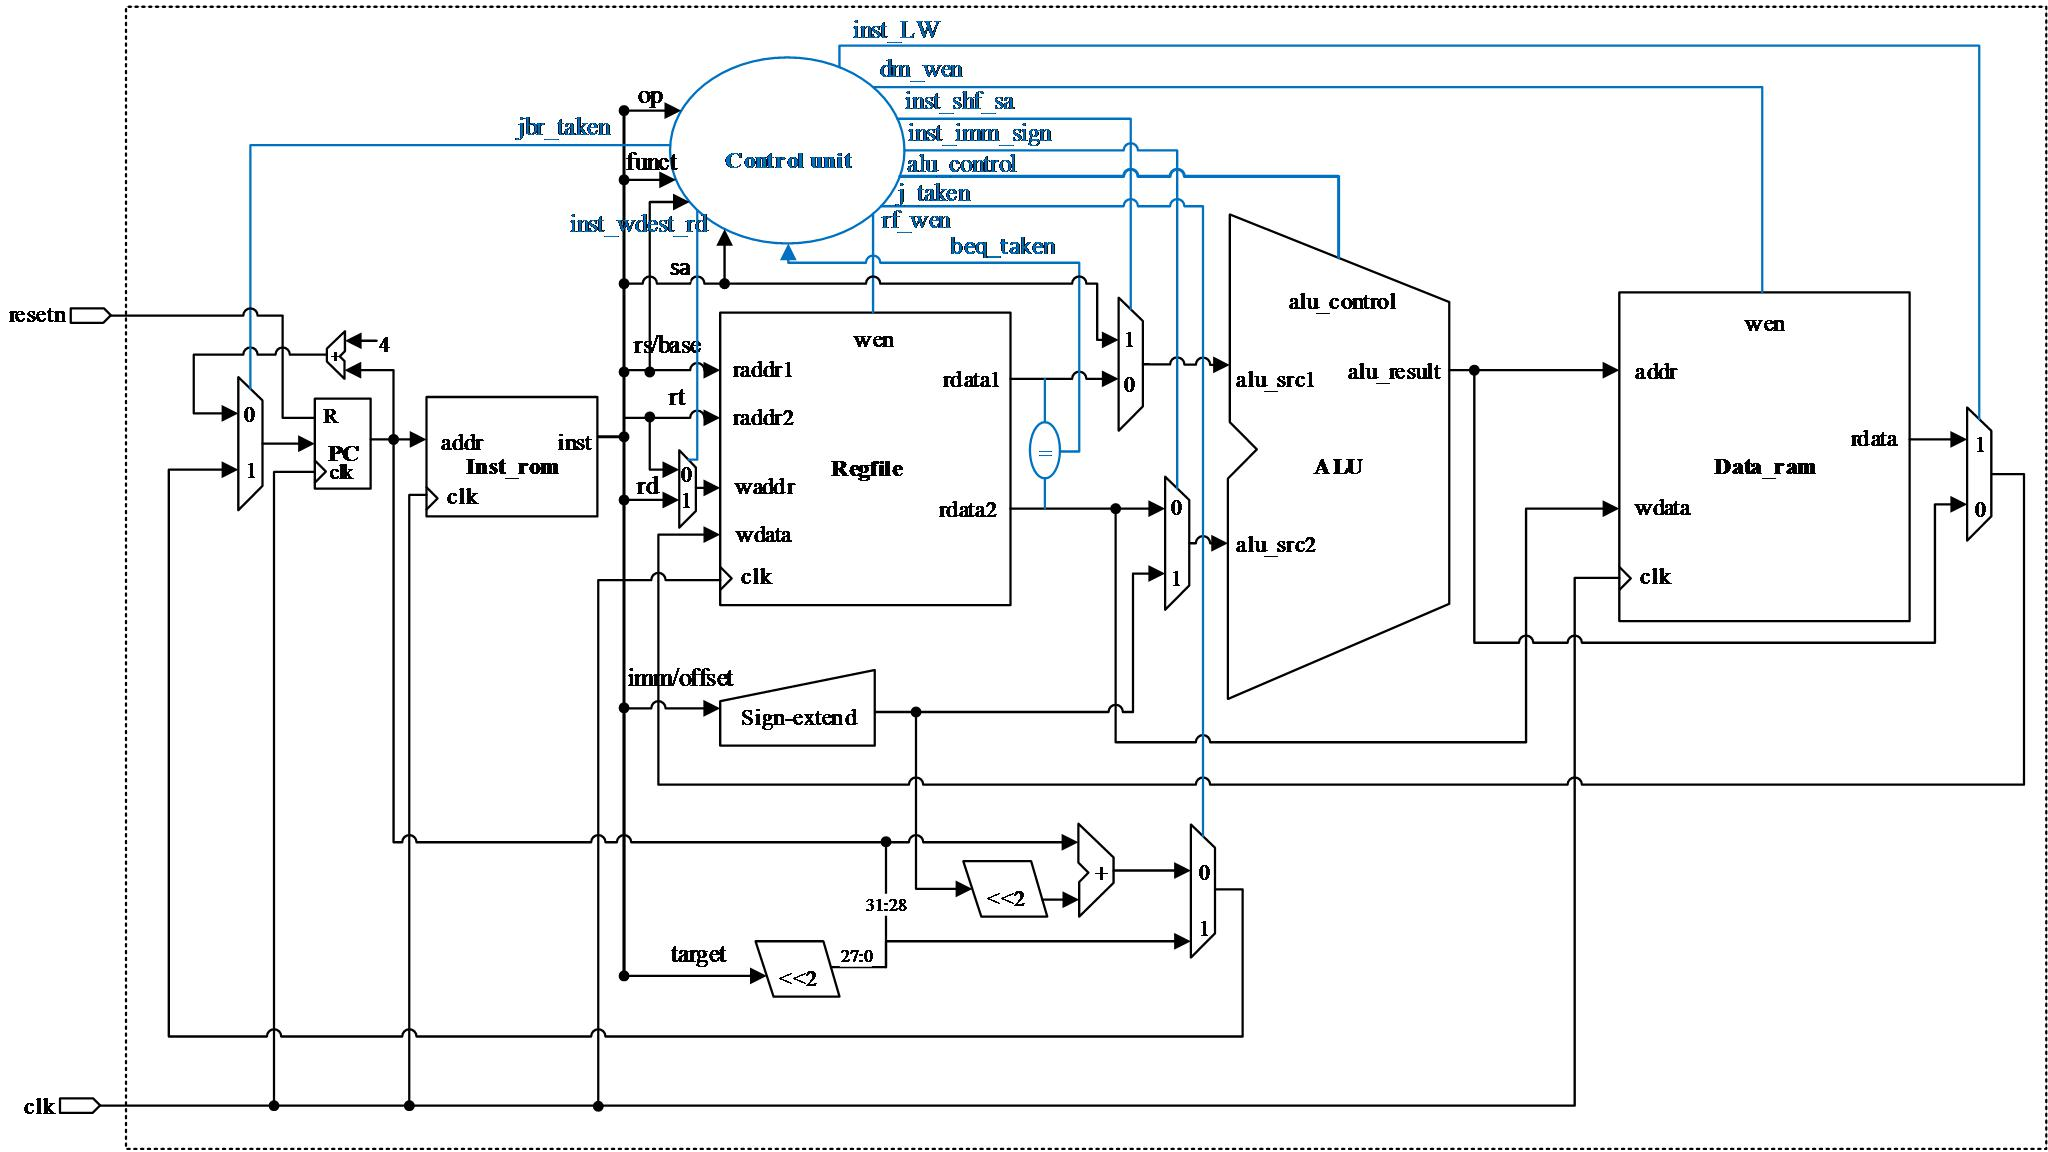 inst_LW
dm_wen
op
inst_shf_sa
jbr_taken
inst_imm_sign
Control unit
funct
alu_control
j_taken
inst_wdest_rd
rf_wen
beq_taken
sa
alu_control
resetn
wen
wen
4
+
rs/base
raddr1
rdata1
1
0
alu_src1
alu_result
addr
0
R
PC
clk
1
addr
inst
Inst_rom
clk
rt
raddr2
=
rdata
1
0
Regfile
ALU
Data_ram
0
1
rd
waddr
rdata2
0
wdata
wdata
alu_src2
1
clk
clk
imm/offset
Sign-extend
+
0
<<2
31:28
1
target
27:0
<<2
clk